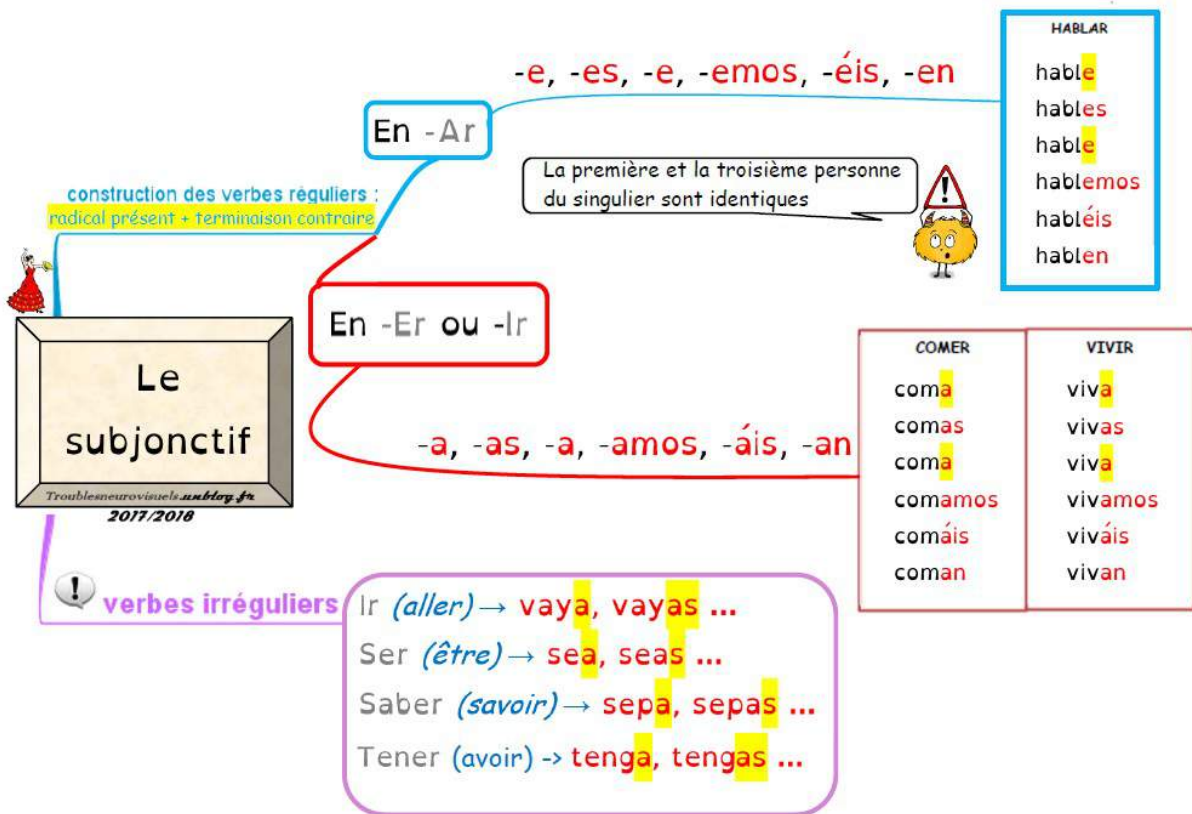 Le
subjonctif
Troublesneurovisuels.unblog.fr
2017/2018
construction des verbes réguliers :
radical présent + terminaison contraire
En -Ar
-e, -es, -e, -emos, -éis, -en
La première et la troisième personne
du singulier sont identiques
!
HABLAR
hable
hables
hable
hablemos
habléis
hablen
En -Er ou -Ir
-a, -as, -a, -amos, -áis, -an
COMER
coma
comas
coma
comamos
comáis
coman
VIVIR
viva
vivas
viva
vivamos
viváis
vivan
! verbes irréguliers
Ir (aller) → vaya, vayas ...
Ser (être) → sea, seas ...
Saber (savoir) → sepa, sepas ...
Tener (avoir) -> tenga, tengas ...